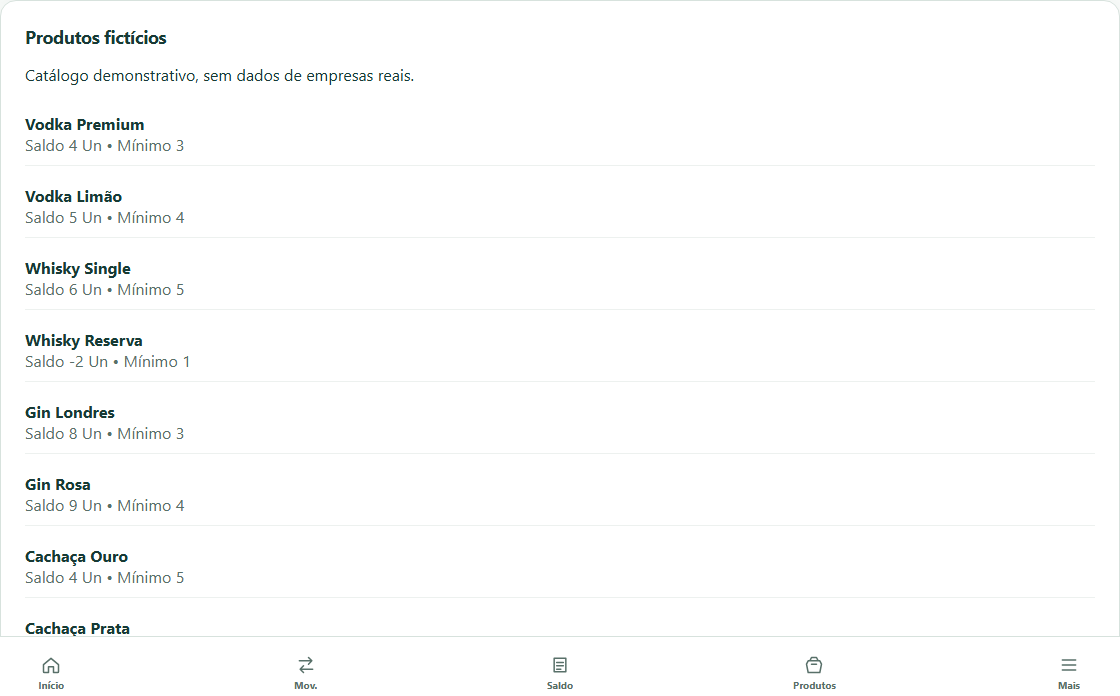 Produtos fictícios
Catálogo demonstrativo, sem dados de empresas reais.
Vodka Premium
Saldo 4 Un • Mínimo 3
Vodka Limão
Saldo 5 Un • Mínimo 4
Whisky Single
Saldo 6 Un • Mínimo 5
Whisky Reserva
Saldo -2 Un • Mínimo 1
Gin Londres
Saldo 8 Un • Mínimo 3
Gin Rosa
Saldo 9 Un • Mínimo 4
Cachaça Ouro
Saldo 4 Un • Mínimo 5
Cachaça Prata
Início
Mov.
Saldo
Produtos
Mais